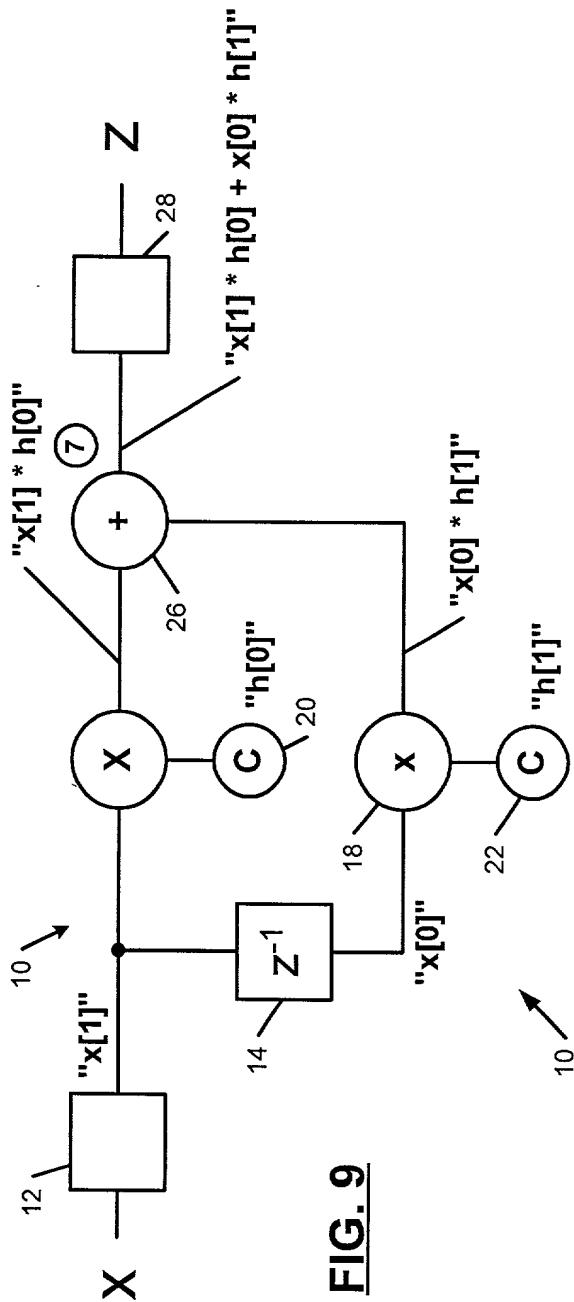 X
12
"x[1]"
10
X
"x[1] * h[0]"
7
+
26
28
Z
"x[1] * h[0] + x[0] * h[1]"
C
"h[0]"
20
14
Z-1
"x[0]"
18
x
"x[0] * h[1]"
C
"h[1]"
22
10
FIG. 9